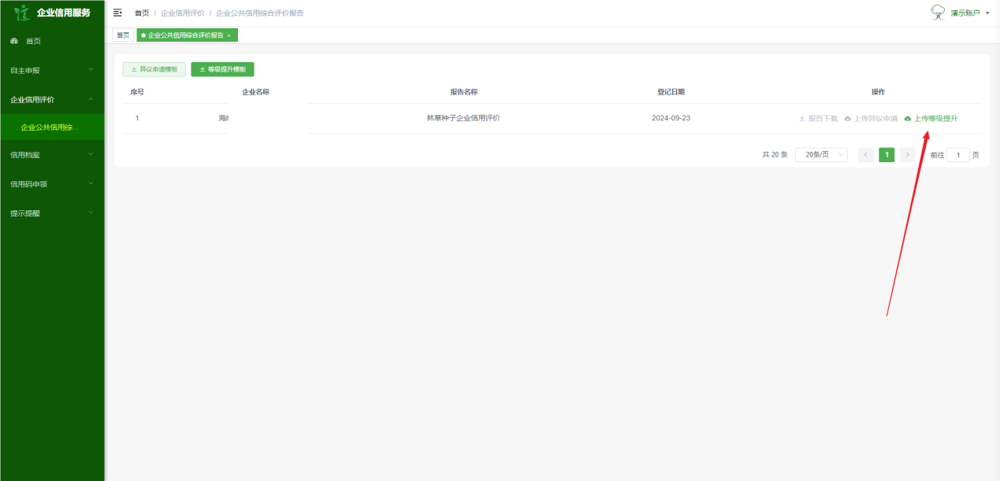 企业信用服务
首页 / 企业信用评价 / 企业公共信用综合评价报告
演示账户
首页
企业公共信用综合评价报告 ×
首页
自主申报
企业信用评价
企业公共信用综...
信用档案
信用码申领
提示提醒
异议申请模板 等级提升模板
序号 企业名称 报告名称 登记日期 操作
1 海 林草种子企业信用评价 2024-09-23 报告下载 上传异议申请 上传等级提升
共 20 条 20条/页 < 1 > 前往 1 页